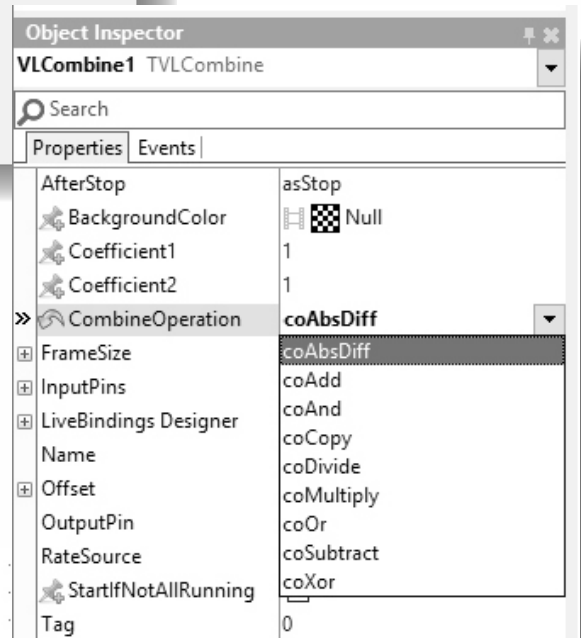 Object Inspector
VLCombine1 TVLCombine
Search
Properties Events
AfterStop asStop
BackgroundColor Null
Coefficient1 1
Coefficient2 1
CombineOperation coAbsDiff
FrameSize coAbsDiff
coAdd
InputPins
coAnd
LiveBindings Designer
coCopy
Name
coDivide
Offset
coMultiply
OutputPin
coOr
RateSource
coSubtract
StartIfNotAllRunning
coXor
Tag 0